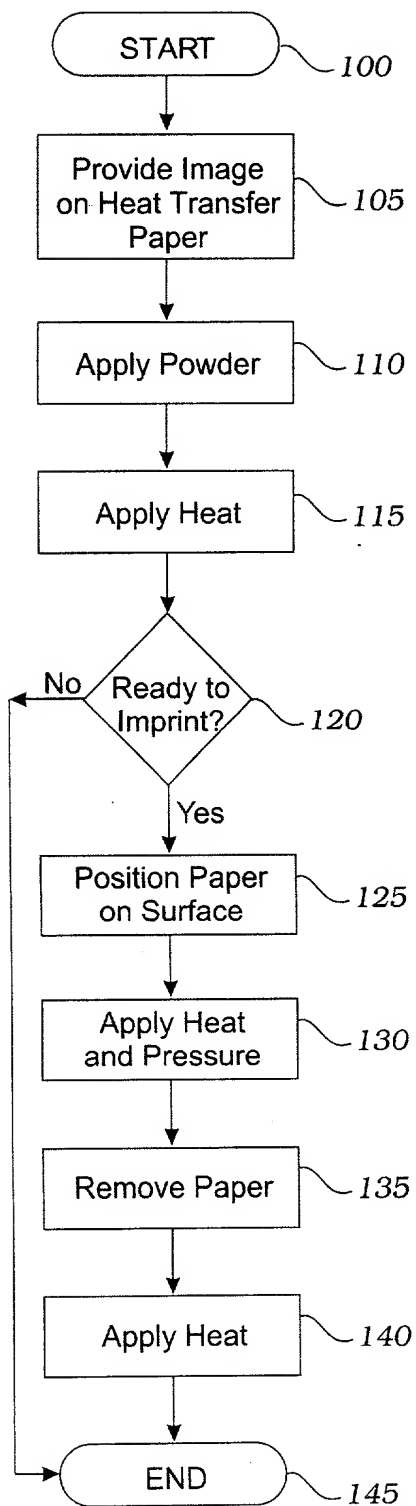 START
100
Provide Image
on Heat Transfer
Paper
105
Apply Powder
110
Apply Heat
115
Ready to
Imprint?
120
No
Yes
Position Paper
on Surface
125
Apply Heat
and Pressure
130
Remove Paper
135
Apply Heat
140
END
145